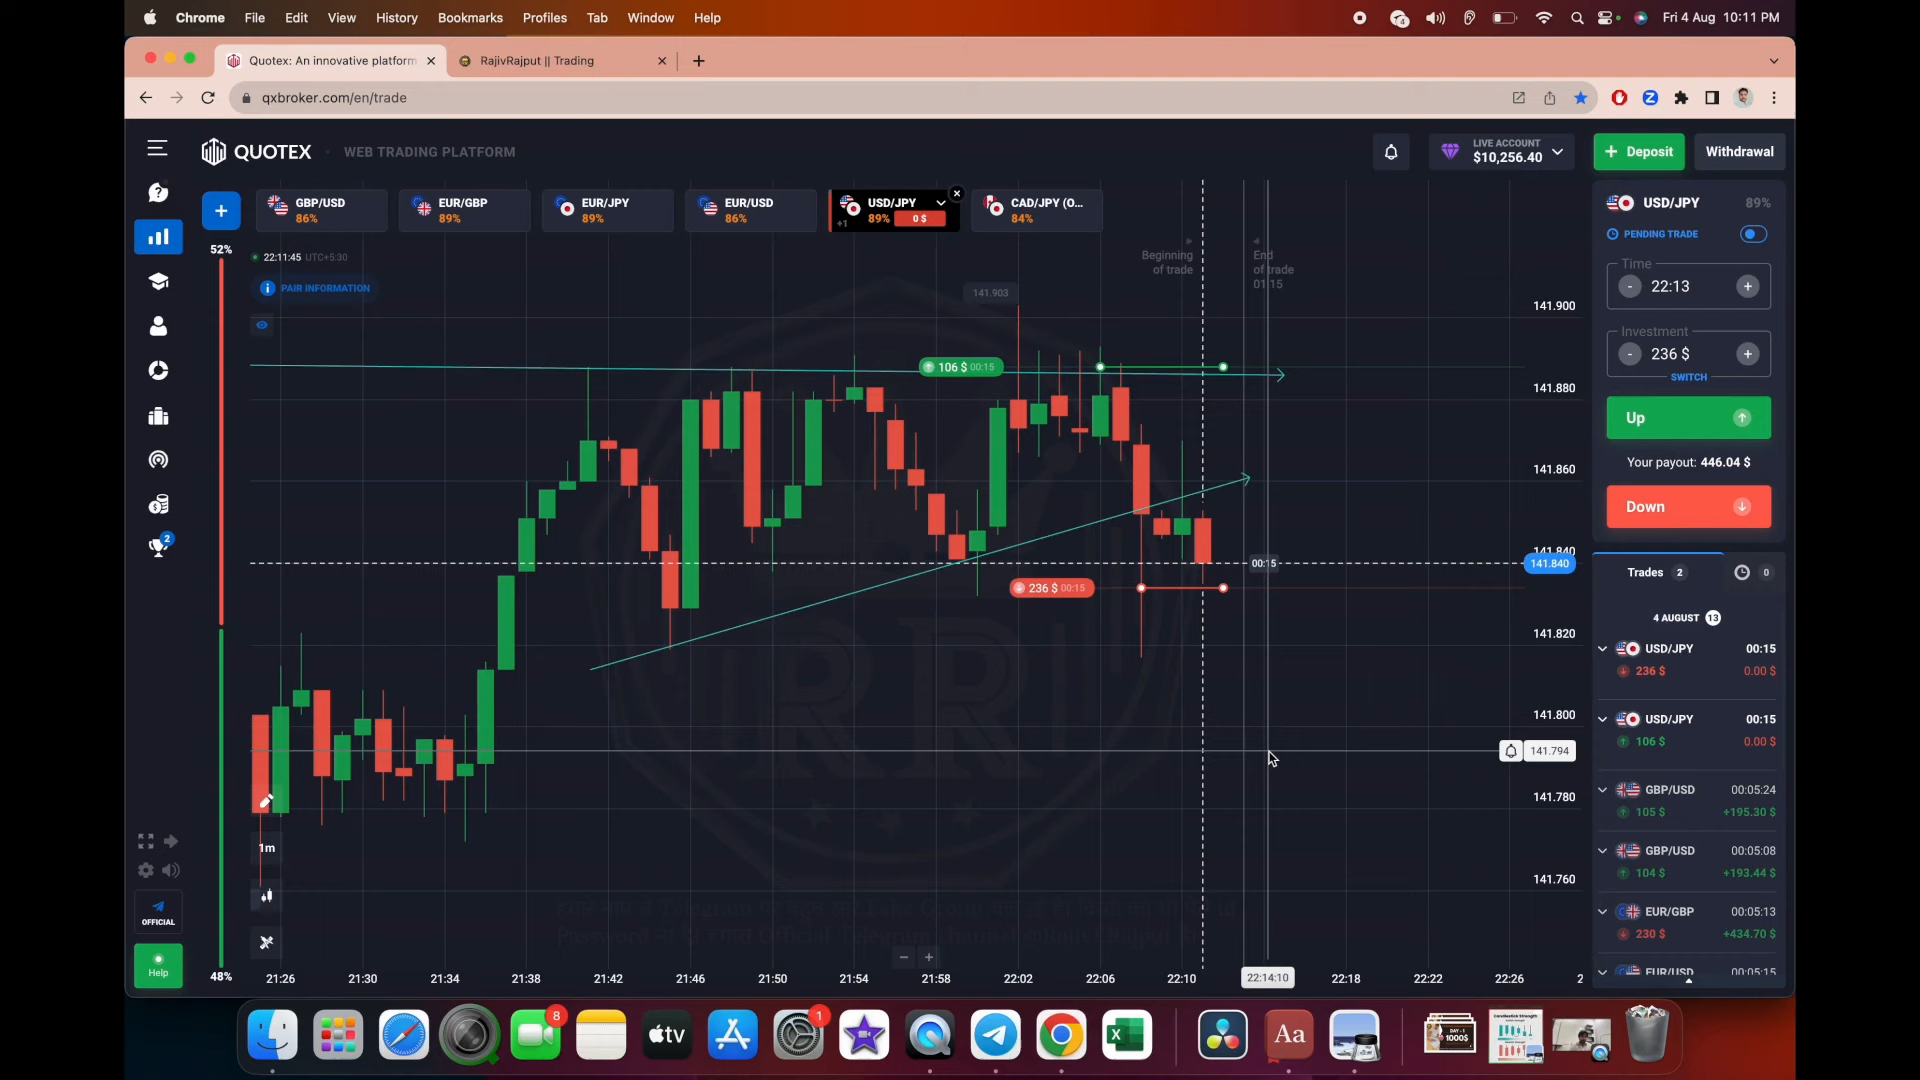 Chrome File Edit View History Bookmarks Profiles Tab Window Help
4
Fri 4 Aug 10:11 PM
Quotex: An innovative platform
RajivRajput || Trading
qxbroker.com/en/trade
QUOTEX · WEB TRADING PLATFORM
LIVE ACCOUNT
$10,256.40
+ Deposit
Withdrawal
GBP/USD
86%
EUR/GBP
89%
EUR/JPY
89%
EUR/USD
86%
USD/JPY
+1 89% 0 $
CAD/JPY (O...
84%
52%
22:11:45 UTC+5:30
PAIR INFORMATION
Beginning
of trade
End
of trade
01:15
141.903
106 $ 00:15
236 $ 00:15
00:15
141.900
141.880
141.860
141.840
141.840
141.820
141.800
141.794
141.780
141.760
RR
1m
48%
21:26 21:30 21:34 21:38 21:42 21:46 21:50 21:54 21:58 22:02 22:06 22:10 22:14:10 22:18 22:22 22:26 2
2
OFFICIAL
Help
USD/JPY 89%
PENDING TRADE
Time
- 22:13 +
Investment
- 236 $ +
SWITCH
Up
Your payout: 446.04 $
Down
Trades 2 0
4 AUGUST 13
USD/JPY 00:15
236 $ 0.00 $
USD/JPY 00:15
106 $ 0.00 $
GBP/USD 00:05:24
105 $ +195.30 $
GBP/USD 00:05:08
104 $ +193.44 $
EUR/GBP 00:05:13
230 $ +434.70 $
EUR/USD 00:05:15
8
tv
1
Aa
DAY - 1
1000$